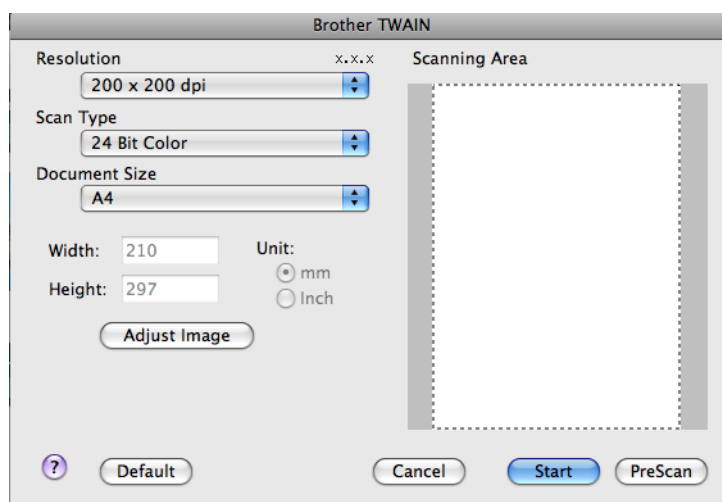 Brother TWAIN
Resolution
x.x.x
200 x 200 dpi
Scan Type
24 Bit Color
Document Size
A4
Width: 210
Height: 297
Unit:
mm
Inch
Adjust Image
Scanning Area
?
Default
Cancel
Start
PreScan